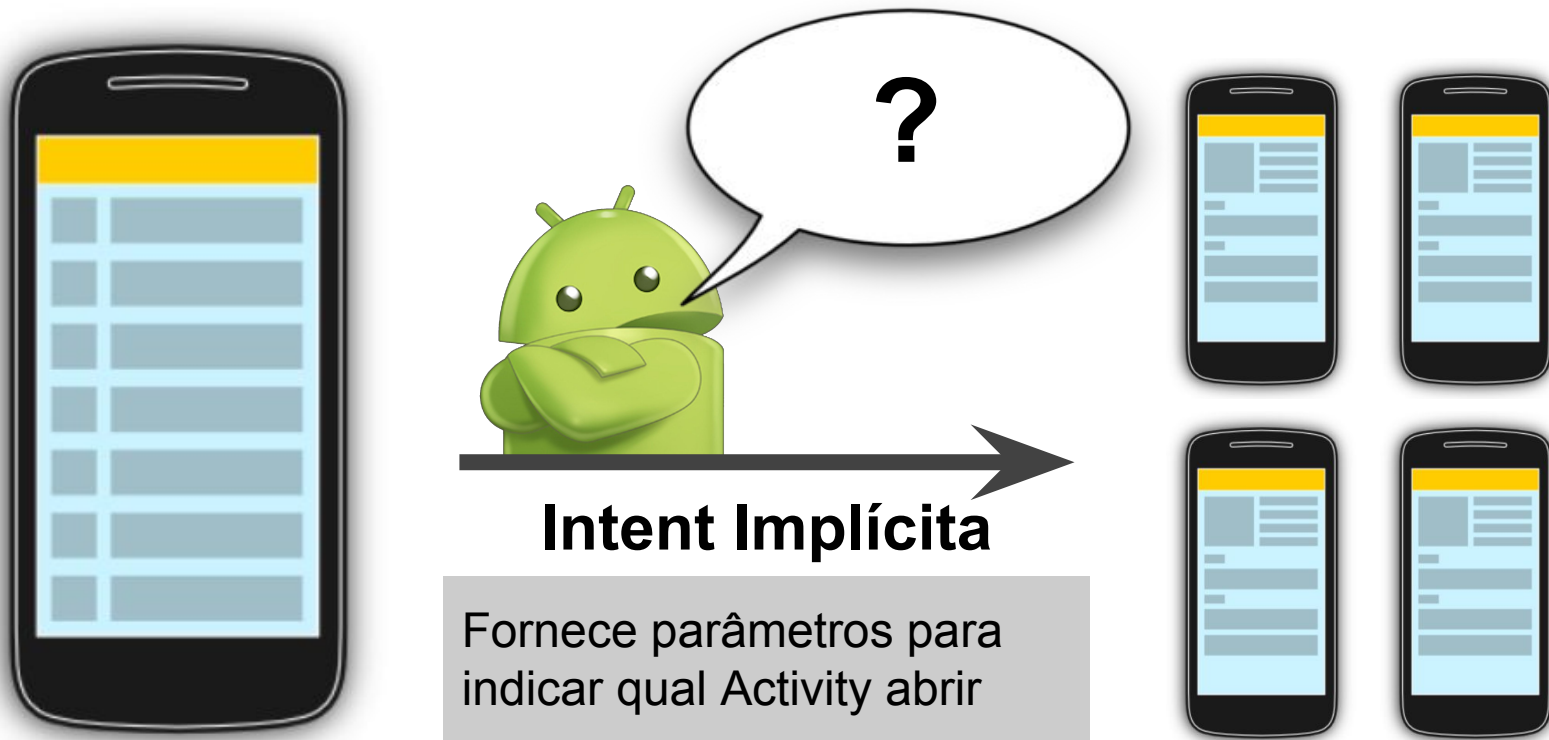 ?
Intent Implícita
Fornece parâmetros para
indicar qual Activity abrir